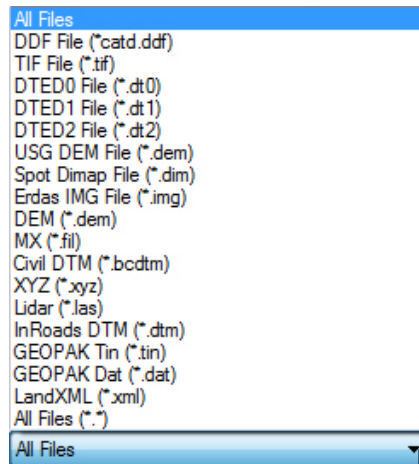 All Files
DDF File (*catd.ddf)
TIF File (*.tif)
DTED0 File (*.dt0)
DTED1 File (*.dt1)
DTED2 File (*.dt2)
USG DEM File (*.dem)
Spot Dimap File (*.dim)
Erdas IMG File (*.img)
DEM (*.dem)
MX (*.fil)
Civil DTM (*.bcdtm)
XYZ (*.xyz)
Lidar (*.las)
InRoads DTM (*.dtm)
GEOPAK Tin (*.tin)
GEOPAK Dat (*.dat)
LandXML (*.xml)
All Files (*.*)
All Files